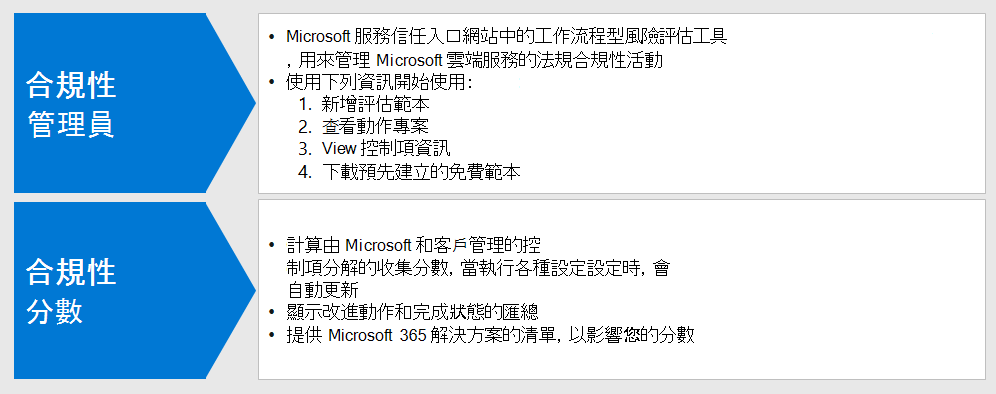 合規性
管理員
• Microsoft 服務信任入口網站中的工作流程型風險評估工具
, 用來管理 Microsoft 雲端服務的法規合規性活動
• 使用下列資訊開始使用:
1. 新增評估範本
2. 查看動作專案
3. View 控制項資訊
4. 下載預先建立的免費範本
合規性
分數
• 計算由 Microsoft 和客戶管理的控
制項分解的收集分數, 當執行各種設定設定時, 會
自動更新
• 顯示改進動作和完成狀態的匯總
• 提供 Microsoft 365 解決方案的清單, 以影響您的分數